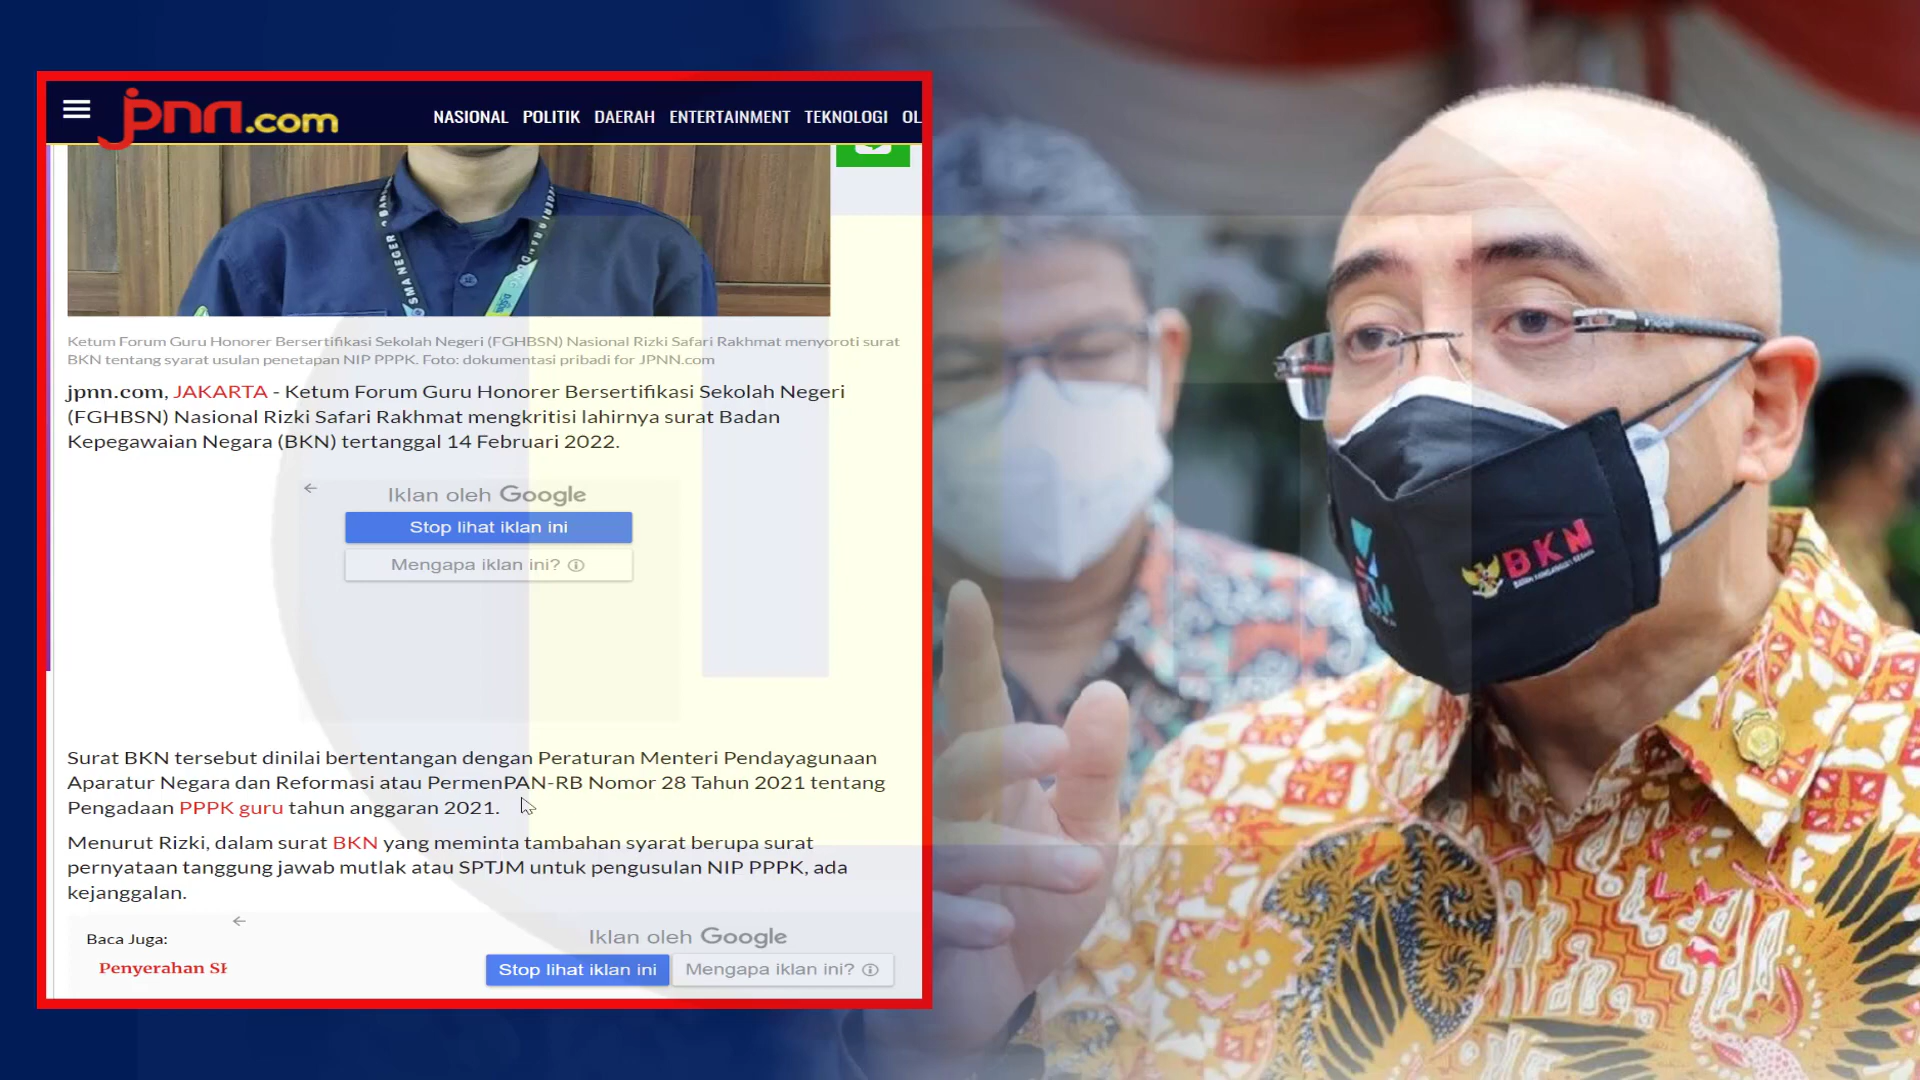 jpnn.com
NASIONAL POLITIK DAERAH ENTERTAINMENT TEKNOLOGI OL
SMA NEGER
Ketum Forum Guru Honorer Bersertifikasi Sekolah Negeri (FGHBSN) Nasional Rizki Safari Rakhmat menyoroti surat
BKN tentang syarat usulan penetapan NIP PPPK. Foto: dokumentasi pribadi for JPNN.com
jpnn.com, JAKARTA - Ketum Forum Guru Honorer Bersertifikasi Sekolah Negeri
(FGHBSN) Nasional Rizki Safari Rakhmat mengkritisi lahirnya surat Badan
Kepegawaian Negara (BKN) tertanggal 14 Februari 2022.
Iklan oleh Google
Stop lihat iklan ini
Mengapa iklan ini?
Surat BKN tersebut dinilai bertentangan dengan Peraturan Menteri Pendayagunaan
Aparatur Negara dan Reformasi atau PermenPAN-RB Nomor 28 Tahun 2021 tentang
Pengadaan PPPK guru tahun anggaran 2021.
Menurut Rizki, dalam surat BKN yang meminta tambahan syarat berupa surat
pernyataan tanggung jawab mutlak atau SPTJM untuk pengusulan NIP PPPK, ada
kejanggalan.
Baca Juga:
Penyerahan SK
Iklan oleh Google
Stop lihat iklan ini
Mengapa iklan ini?
BKN